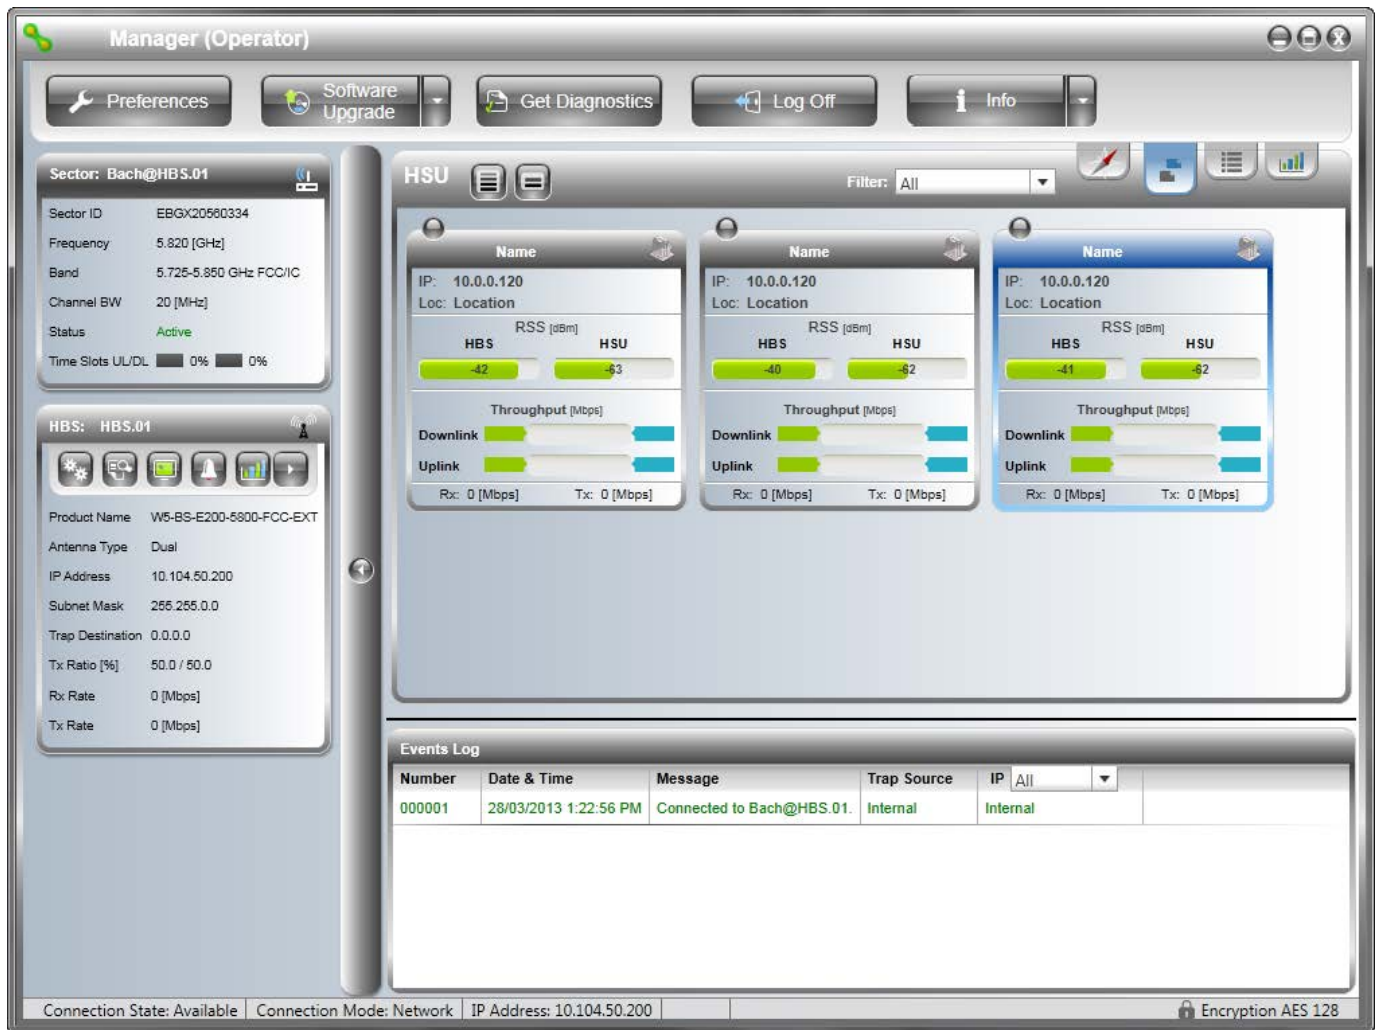 Manager (Operator)
Preferences
Software Upgrade
Get Diagnostics
Log Off
Info
Sector: Bach@HBS.01
Sector ID EBGX20560334
Frequency 5.820 [GHz]
Band 5.725-5.850 GHz FCC/IC
Channel BW 20 [MHz]
Status Active
Time Slots UL/DL 0% 0%
HBS: HBS.01
Product Name W5-BS-E200-5800-FCC-EXT
Antenna Type Dual
IP Address 10.104.50.200
Subnet Mask 255.255.0.0
Trap Destination 0.0.0.0
Tx Ratio [%] 50.0 / 50.0
Rx Rate 0 [Mbps]
Tx Rate 0 [Mbps]
HSU
Filter: All
Name
IP: 10.0.0.120
Loc: Location
RSS [dBm]
HBS HSU
-42 -63
Throughput [Mbps]
Downlink
Uplink
Rx: 0 [Mbps] Tx: 0 [Mbps]
Name
IP: 10.0.0.120
Loc: Location
RSS [dBm]
HBS HSU
-40 -62
Throughput [Mbps]
Downlink
Uplink
Rx: 0 [Mbps] Tx: 0 [Mbps]
Name
IP: 10.0.0.120
Loc: Location
RSS [dBm]
HBS HSU
-41 -62
Throughput [Mbps]
Downlink
Uplink
Rx: 0 [Mbps] Tx: 0 [Mbps]
Events Log
Number Date & Time Message Trap Source IP All
000001 28/03/2013 1:22:56 PM Connected to Bach@HBS.01. Internal Internal
Connection State: Available Connection Mode: Network IP Address: 10.104.50.200 Encryption AES 128